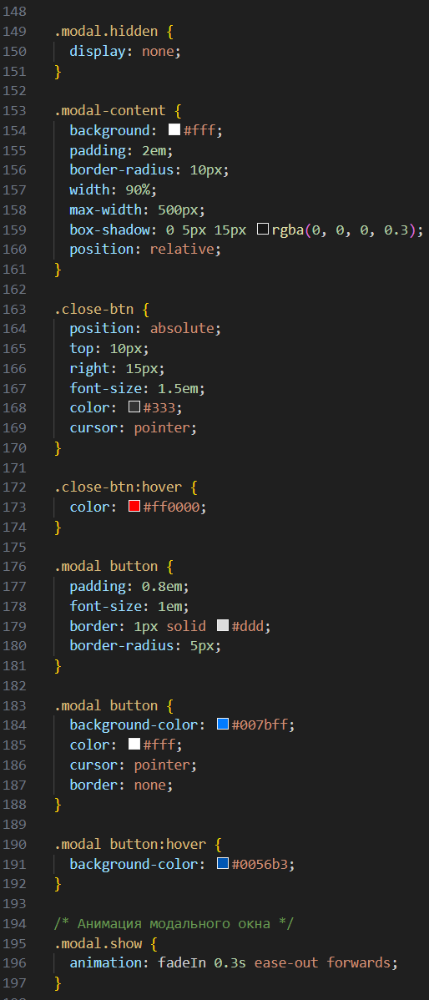 148
149 .modal.hidden {
150   display: none;
151 }
152
153 .modal-content {
154   background: #fff;
155   padding: 2em;
156   border-radius: 10px;
157   width: 90%;
158   max-width: 500px;
159   box-shadow: 0 5px 15px rgba(0, 0, 0, 0.3);
160   position: relative;
161 }
162
163 .close-btn {
164   position: absolute;
165   top: 10px;
166   right: 15px;
167   font-size: 1.5em;
168   color: #333;
169   cursor: pointer;
170 }
171
172 .close-btn:hover {
173   color: #ff0000;
174 }
175
176 .modal button {
177   padding: 0.8em;
178   font-size: 1em;
179   border: 1px solid #ddd;
180   border-radius: 5px;
181 }
182
183 .modal button {
184   background-color: #007bff;
185   color: #fff;
186   cursor: pointer;
187   border: none;
188 }
189
190 .modal button:hover {
191   background-color: #0056b3;
192 }
193
194 /* Анимация модального окна */
195 .modal.show {
196   animation: fadeIn 0.3s ease-out forwards;
197 }